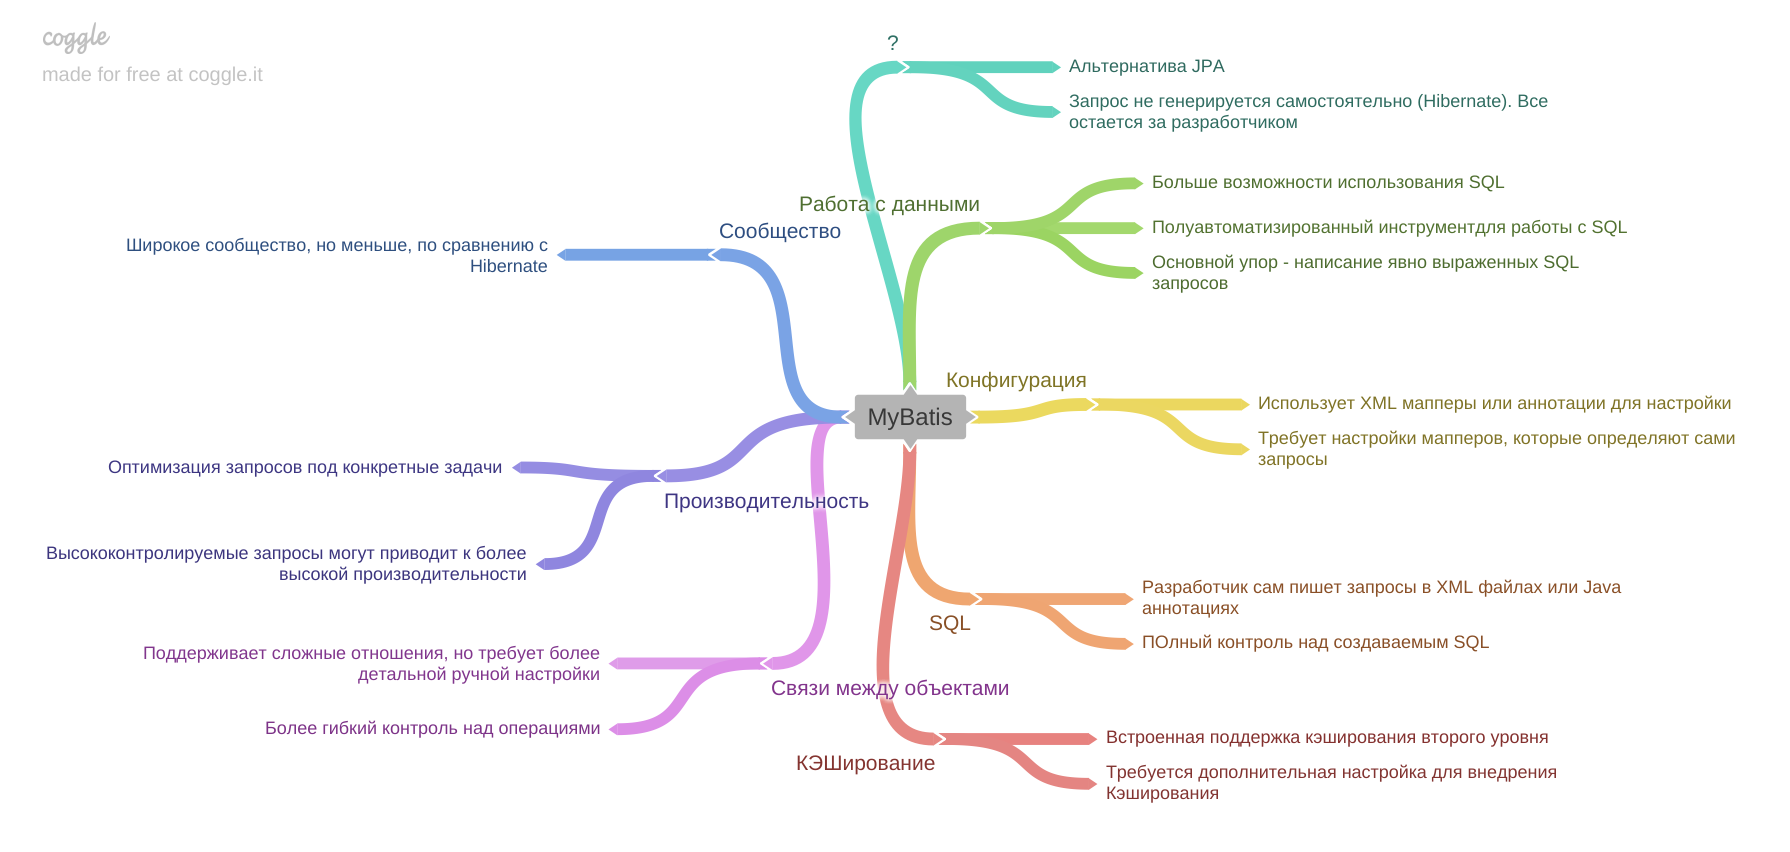 coggle
made for free at coggle.it
?
Альтернатива JPA
Запрос не генерируется самостоятельно (Hibernate). Все
остается за разработчиком
Работа с данными
Больше возможности использования SQL
Полуавтоматизированный инструментдля работы с SQL
Основной упор - написание явно выраженных SQL
запросов
Сообщество
Широкое сообщество, но меньше, по сравнению с
Hibernate
Конфигурация
Использует XML мапперы или аннотации для настройки
Требует настройки мапперов, которые определяют сами
запросы
MyBatis
Производительность
Оптимизация запросов под конкретные задачи
Высококонтролируемые запросы могут приводит к более
высокой производительности
SQL
Разработчик сам пишет запросы в XML файлах или Java
аннотациях
ПОлный контроль над создаваемым SQL
Связи между объектами
Поддерживает сложные отношения, но требует более
детальной ручной настройки
Более гибкий контроль над операциями
КЭШирование
Встроенная поддержка кэширования второго уровня
Требуется дополнительная настройка для внедрения
Кэширования